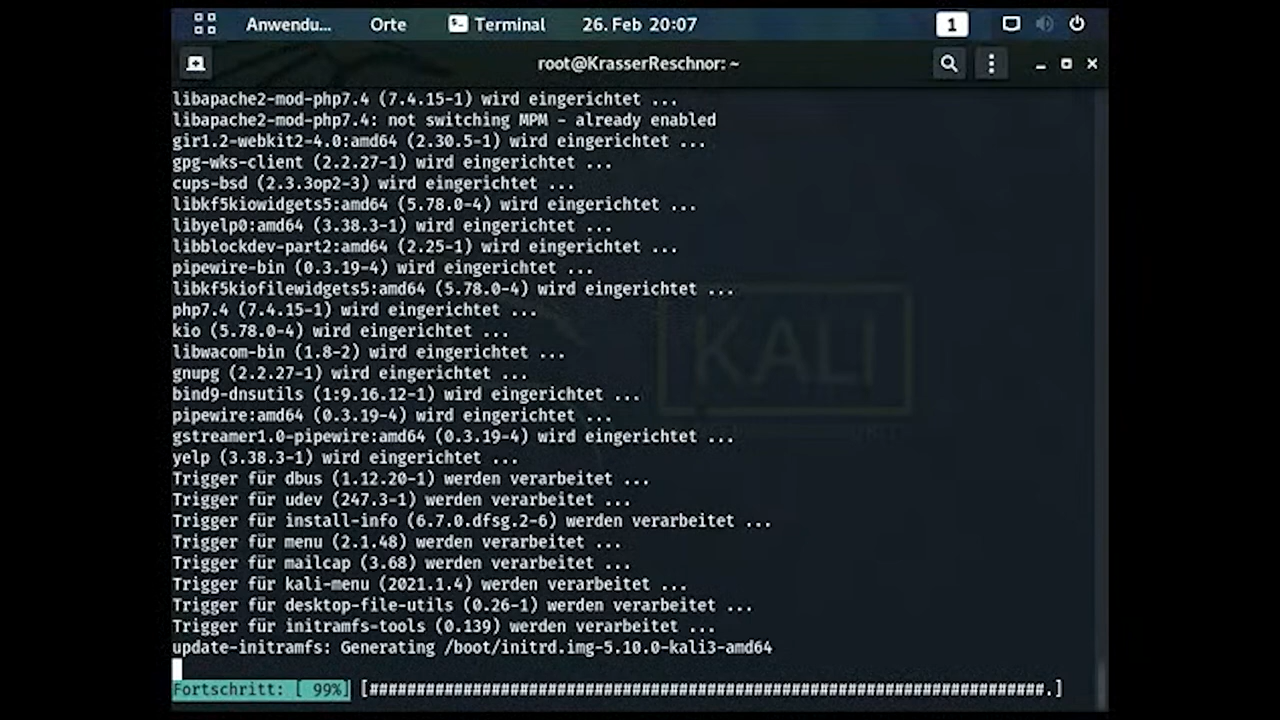 Anwendu... Orte Terminal 26. Feb 20:07 1
root@KrasserReschnor: ~
libapache2-mod-php7.4 (7.4.15-1) wird eingerichtet ...
libapache2-mod-php7.4: not switching MPM - already enabled
gir1.2-webkit2-4.0:amd64 (2.30.5-1) wird eingerichtet ...
gpg-wks-client (2.2.27-1) wird eingerichtet ...
cups-bsd (2.3.3op2-3) wird eingerichtet ...
libkf5kiowidgets5:amd64 (5.78.0-4) wird eingerichtet ...
libyelp0:amd64 (3.38.3-1) wird eingerichtet ...
libblockdev-part2:amd64 (2.25-1) wird eingerichtet ...
pipewire-bin (0.3.19-4) wird eingerichtet ...
libkf5kiofilewidgets5:amd64 (5.78.0-4) wird eingerichtet ...
php7.4 (7.4.15-1) wird eingerichtet ...
kio (5.78.0-4) wird eingerichtet ...
libwacom-bin (1.8-2) wird eingerichtet ...
gnupg (2.2.27-1) wird eingerichtet ...
bind9-dnsutils (1:9.16.12-1) wird eingerichtet ...
pipewire:amd64 (0.3.19-4) wird eingerichtet ...
gstreamer1.0-pipewire:amd64 (0.3.19-4) wird eingerichtet ...
yelp (3.38.3-1) wird eingerichtet ...
Trigger für dbus (1.12.20-1) werden verarbeitet ...
Trigger für udev (247.3-1) werden verarbeitet ...
Trigger für install-info (6.7.0.dfsg.2-6) werden verarbeitet ...
Trigger für menu (2.1.48) werden verarbeitet ...
Trigger für mailcap (3.68) werden verarbeitet ...
Trigger für kali-menu (2021.1.4) werden verarbeitet ...
Trigger für desktop-file-utils (0.26-1) werden verarbeitet ...
Trigger für initramfs-tools (0.139) werden verarbeitet ...
update-initramfs: Generating /boot/initrd.img-5.10.0-kali3-amd64
Fortschritt: [ 99%] [########################################################################.]
KALI